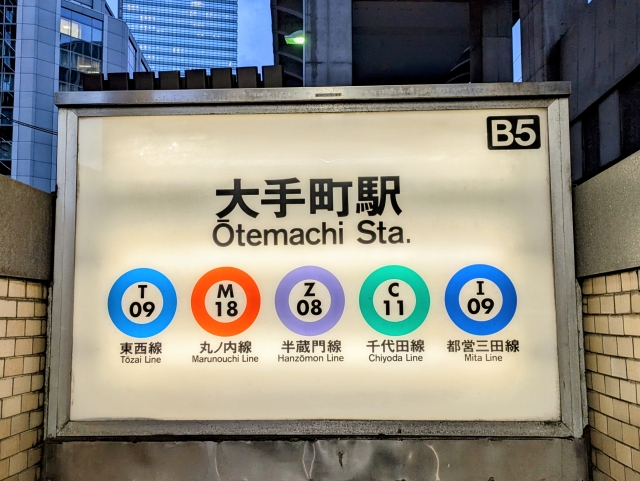 B5
大手町駅
Ōtemachi Sta.
T 09
M 18
Z 08
C 11
I 09
東西線
Tōzai Line
丸ノ内線
Marunouchi Line
半蔵門線
Hanzōmon Line
千代田線
Chiyoda Line
都営三田線
Mita Line